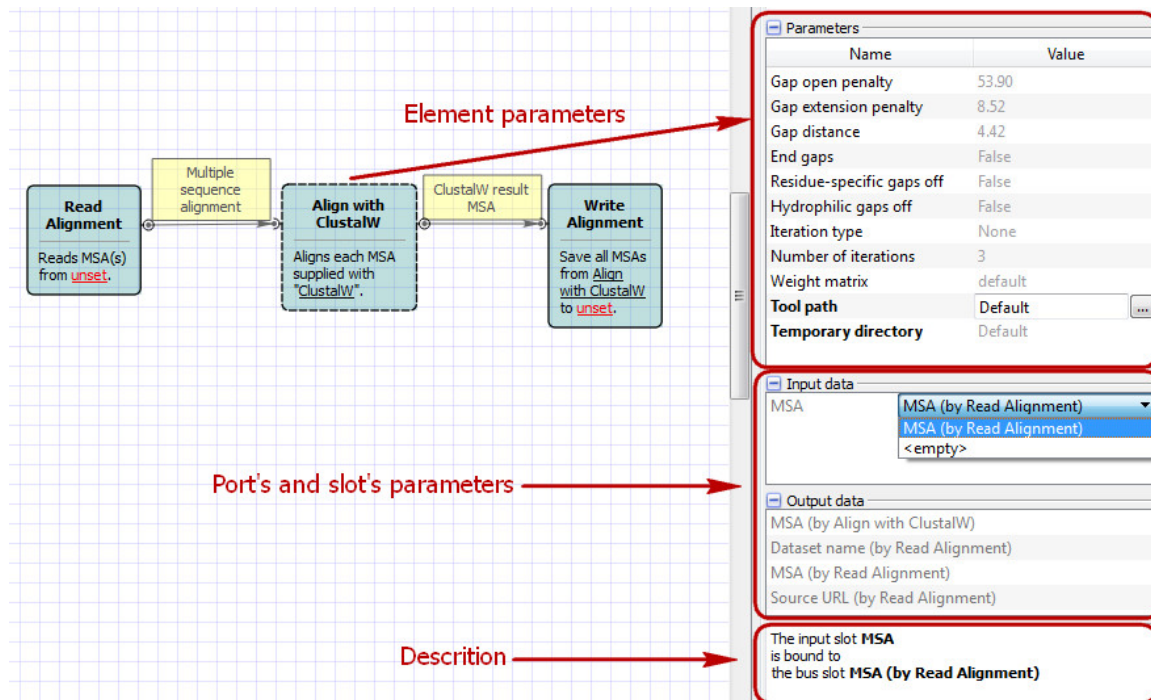 Parameters
Name Value
Gap open penalty 53.90
Gap extension penalty 8.52
Gap distance 4.42
End gaps False
Residue-specific gaps off False
Hydrophilic gaps off False
Iteration type None
Number of iterations 3
Weight matrix default
Tool path Default ...
Temporary directory Default
Element parameters
Read
Alignment
Reads MSA(s)
from unset.
Multiple
sequence
alignment
Align with
ClustalW
Aligns each MSA
supplied with
"ClustalW".
ClustalW result
MSA
Write
Alignment
Save all MSAs
from Align
with ClustalW
to unset.
Input data
MSA MSA (by Read Alignment)
MSA (by Read Alignment)
<empty>
Port's and slot's parameters
Output data
MSA (by Align with ClustalW)
Dataset name (by Read Alignment)
MSA (by Read Alignment)
Source URL (by Read Alignment)
Descrition
The input slot MSA
is bound to
the bus slot MSA (by Read Alignment)